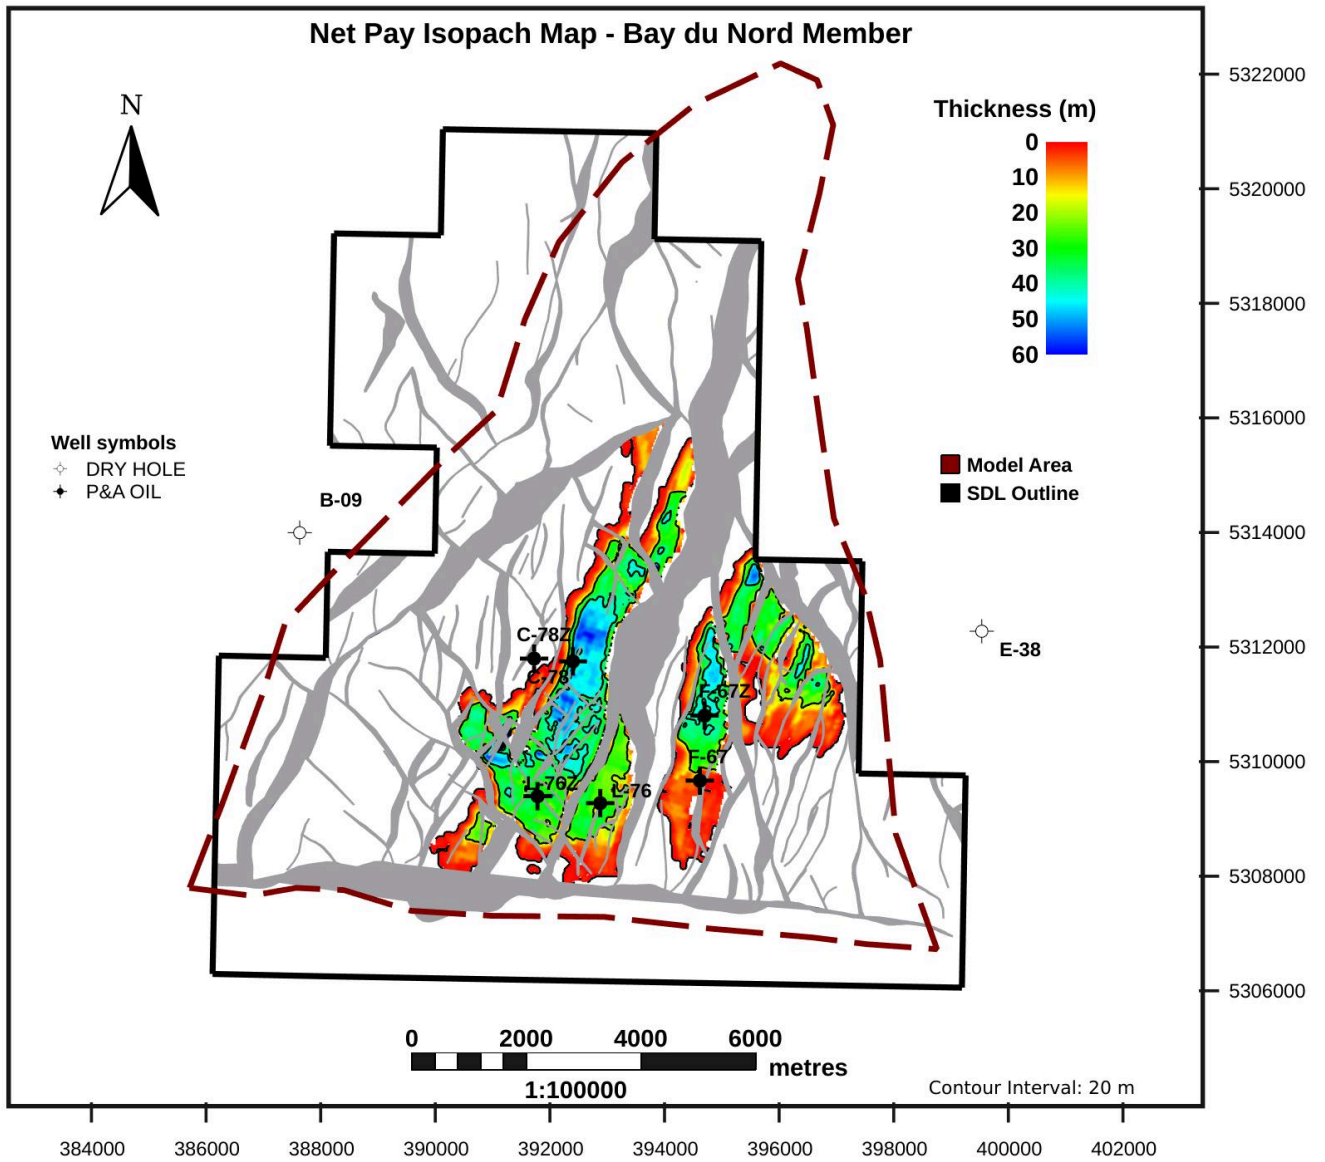 Net Pay Isopach Map - Bay du Nord Member
N
Thickness (m)
0
10
20
30
40
50
60
Well symbols
DRY HOLE
P&A OIL
B-09
Model Area
SDL Outline
C-78Z
C-78
E-38
F-67Z
F-67
L-76Z
L-76
0 2000 4000 6000
metres
1:100000
Contour Interval: 20 m
5322000
5320000
5318000
5316000
5314000
5312000
5310000
5308000
5306000
384000 386000 388000 390000 392000 394000 396000 398000 400000 402000